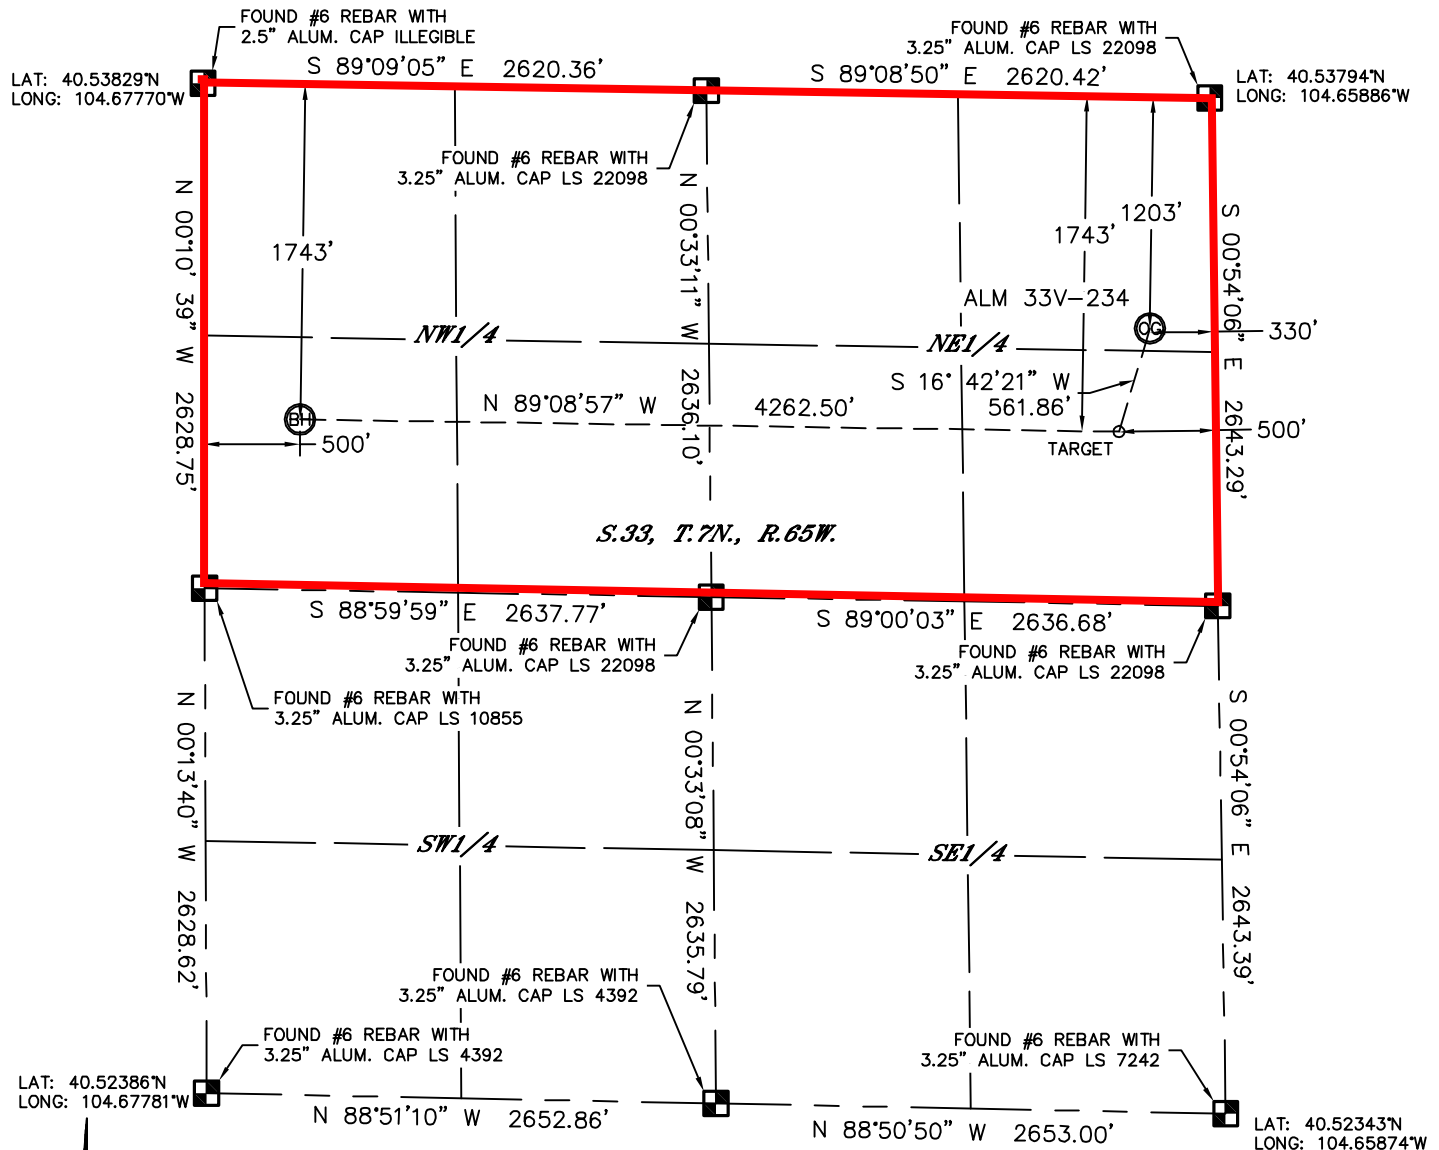 FOUND #6 REBAR WITH
2.5" ALUM. CAP ILLEGIBLE
FOUND #6 REBAR WITH
3.25" ALUM. CAP LS 22098
LAT: 40.53829°N
LONG: 104.67770°W
S 89°09'05" E 2620.36'
S 89°08'50" E 2620.42'
LAT: 40.53794°N
LONG: 104.65886°W
FOUND #6 REBAR WITH
3.25" ALUM. CAP LS 22098
N 00°10' 39" W 2628.75'
N 00°33'11" W 2636.10'
S 00°54'06" E 2643.29'
1743'
1743'
1203'
ALM 33V-234
OG
330'
NW1/4
NE1/4
S 16° 42'21" W
561.86'
N 89°08'57" W 4262.50'
BH
500'
TARGET
500'
S.33, T.7N., R.65W.
S 88°59'59" E 2637.77'
S 89°00'03" E 2636.68'
FOUND #6 REBAR WITH
3.25" ALUM. CAP LS 22098
FOUND #6 REBAR WITH
3.25" ALUM. CAP LS 22098
FOUND #6 REBAR WITH
3.25" ALUM. CAP LS 10855
N 00°13'40" W 2628.62'
N 00°33'08" W 2635.79'
S 00°54'06" E 2643.39'
SW1/4
SE1/4
FOUND #6 REBAR WITH
3.25" ALUM. CAP LS 4392
FOUND #6 REBAR WITH
3.25" ALUM. CAP LS 4392
FOUND #6 REBAR WITH
3.25" ALUM. CAP LS 7242
LAT: 40.52386°N
LONG: 104.67781°W
N 88°51'10" W 2652.86'
N 88°50'50" W 2653.00'
LAT: 40.52343°N
LONG: 104.65874°W